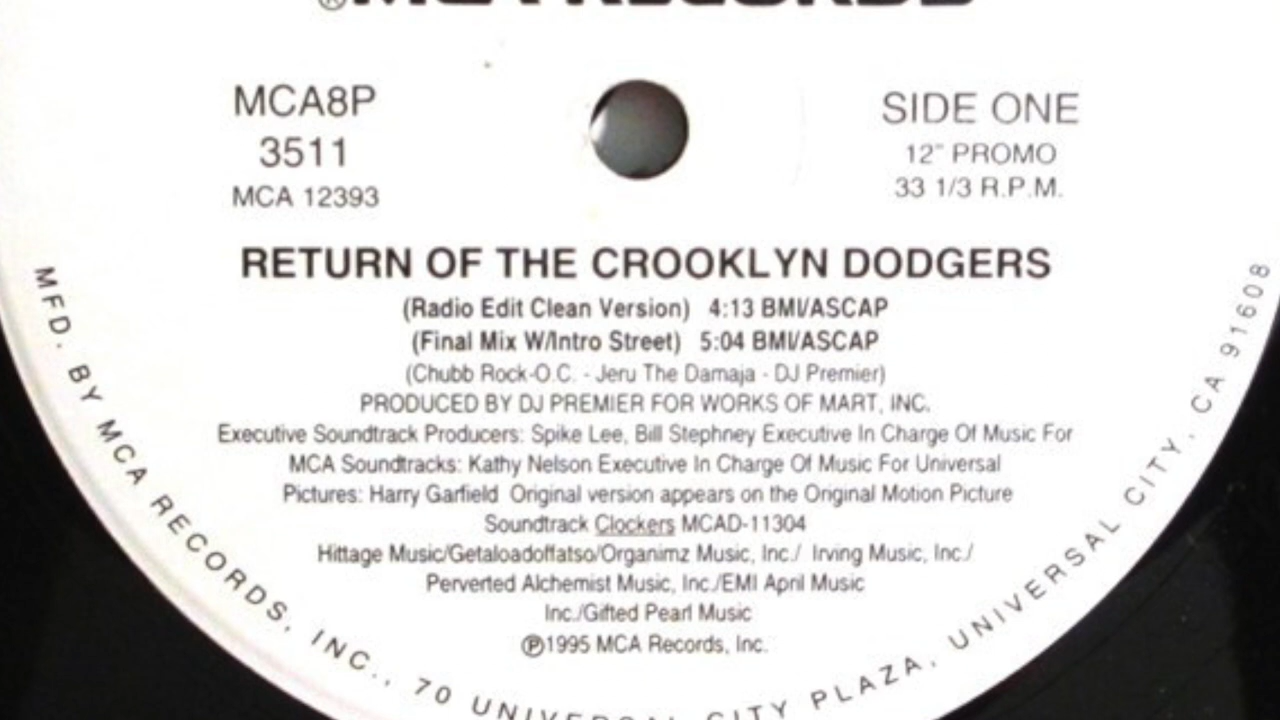 ®MCA RECORDS
MCA8P
3511
MCA 12393
SIDE ONE
12" PROMO
33 1/3 R.P.M.
RETURN OF THE CROOKLYN DODGERS
(Radio Edit Clean Version) 4:13 BMI/ASCAP
(Final Mix W/Intro Street) 5:04 BMI/ASCAP
(Chubb Rock-O.C. - Jeru The Damaja - DJ Premier)
PRODUCED BY DJ PREMIER FOR WORKS OF MART, INC.
Executive Soundtrack Producers: Spike Lee, Bill Stephney Executive In Charge Of Music For
MCA Soundtracks: Kathy Nelson Executive In Charge Of Music For Universal
Pictures: Harry Garfield Original version appears on the Original Motion Picture
Soundtrack Clockers MCAD-11304
Hittage Music/Getaloadoffatso/Organimz Music, Inc./ Irving Music, Inc./
Perverted Alchemist Music, Inc./EMI April Music
Inc./Gifted Pearl Music
℗1995 MCA Records, Inc.
MFD. BY MCA RECORDS, INC., 70 UNIVERSAL CITY PLAZA, UNIVERSAL CITY, CA 91608